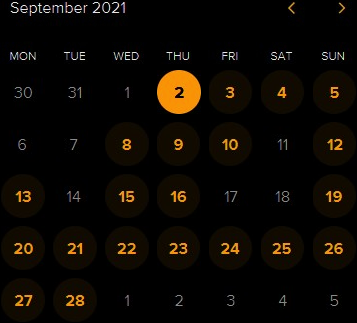 September 2021
MON TUE WED THU FRI SAT SUN
30 31 1 2 3 4 5
6 7 8 9 10 11 12
13 14 15 16 17 18 19
20 21 22 23 24 25 26
27 28 1 2 3 4 5